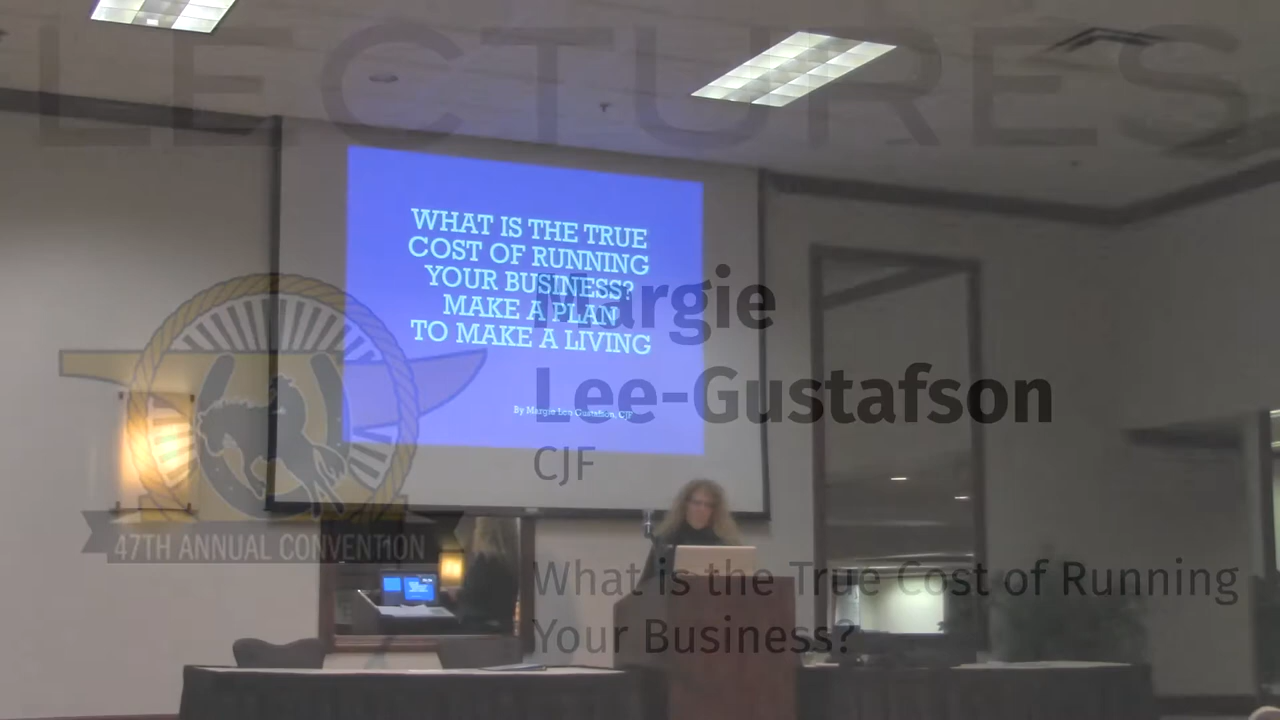 LECTURES
WHAT IS THE TRUE
COST OF RUNNING
YOUR BUSINESS?
MAKE A PLAN
TO MAKE A LIVING
By Margie Lee Gustafson, CJF
Margie
Lee-Gustafson
CJF
47TH ANNUAL CONVENTION
What is the True Cost of Running
Your Business?